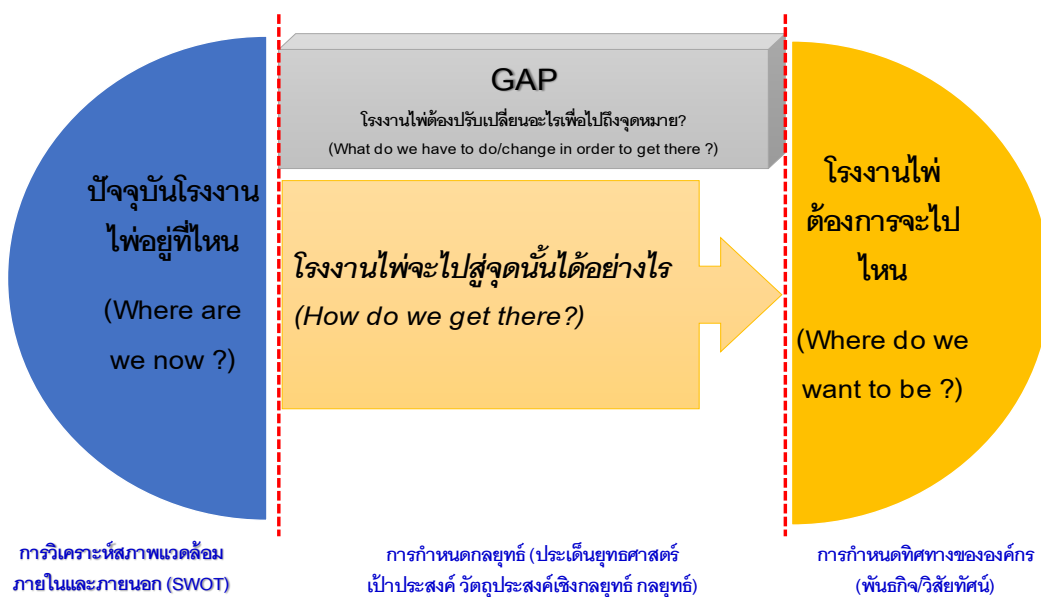 GAP
โรงงานไพ่ต้องปรับเปลี่ยนอะไรเพื่อไปถึงจุดหมาย?
(What do we have to do/change in order to get there ?)
ปัจจุบันโรงงาน
ไพ่อยู่ที่ไหน
(Where are
we now ?)
โรงงานไพ่จะไปสู่จุดนั้นได้อย่างไร
(How do we get there?)
โรงงานไพ่
ต้องการจะไป
ไหน
(Where do we
want to be ?)
การวิเคราะห์สภาพแวดล้อม
ภายในและภายนอก (SWOT)
การกำหนดกลยุทธ์ (ประเด็นยุทธศาสตร์
เป้าประสงค์ วัตถุประสงค์เชิงกลยุทธ์ กลยุทธ์)
การกำหนดทิศทางขององค์กร
(พันธกิจ/วิสัยทัศน์)